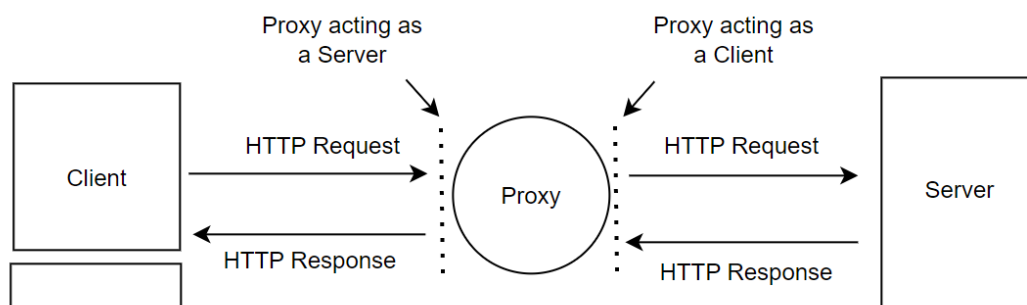 Proxy acting as
a Server
Proxy acting as
a Client
HTTP Request
HTTP Request
Client
Proxy
Server
HTTP Response
HTTP Response